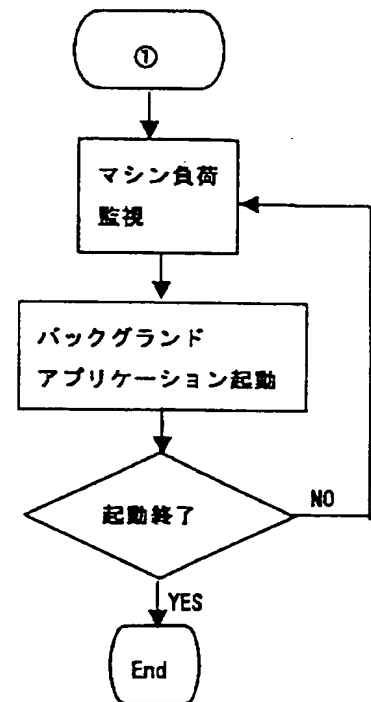 ①
マシン負荷
監視
バックグランド
アプリケーション起動
起動終了
NO
YES
End